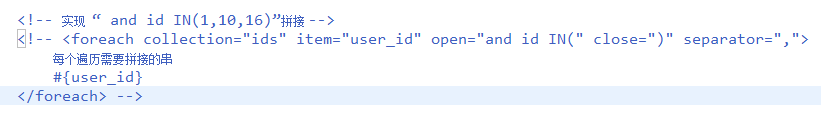 <!-- 实现 “ and id IN(1,10,16)”拼接 -->
<!-- <foreach collection="ids" item="user_id" open="and id IN(" close=")" separator=",">
每个遍历需要拼接的串
#{user_id}
</foreach> -->